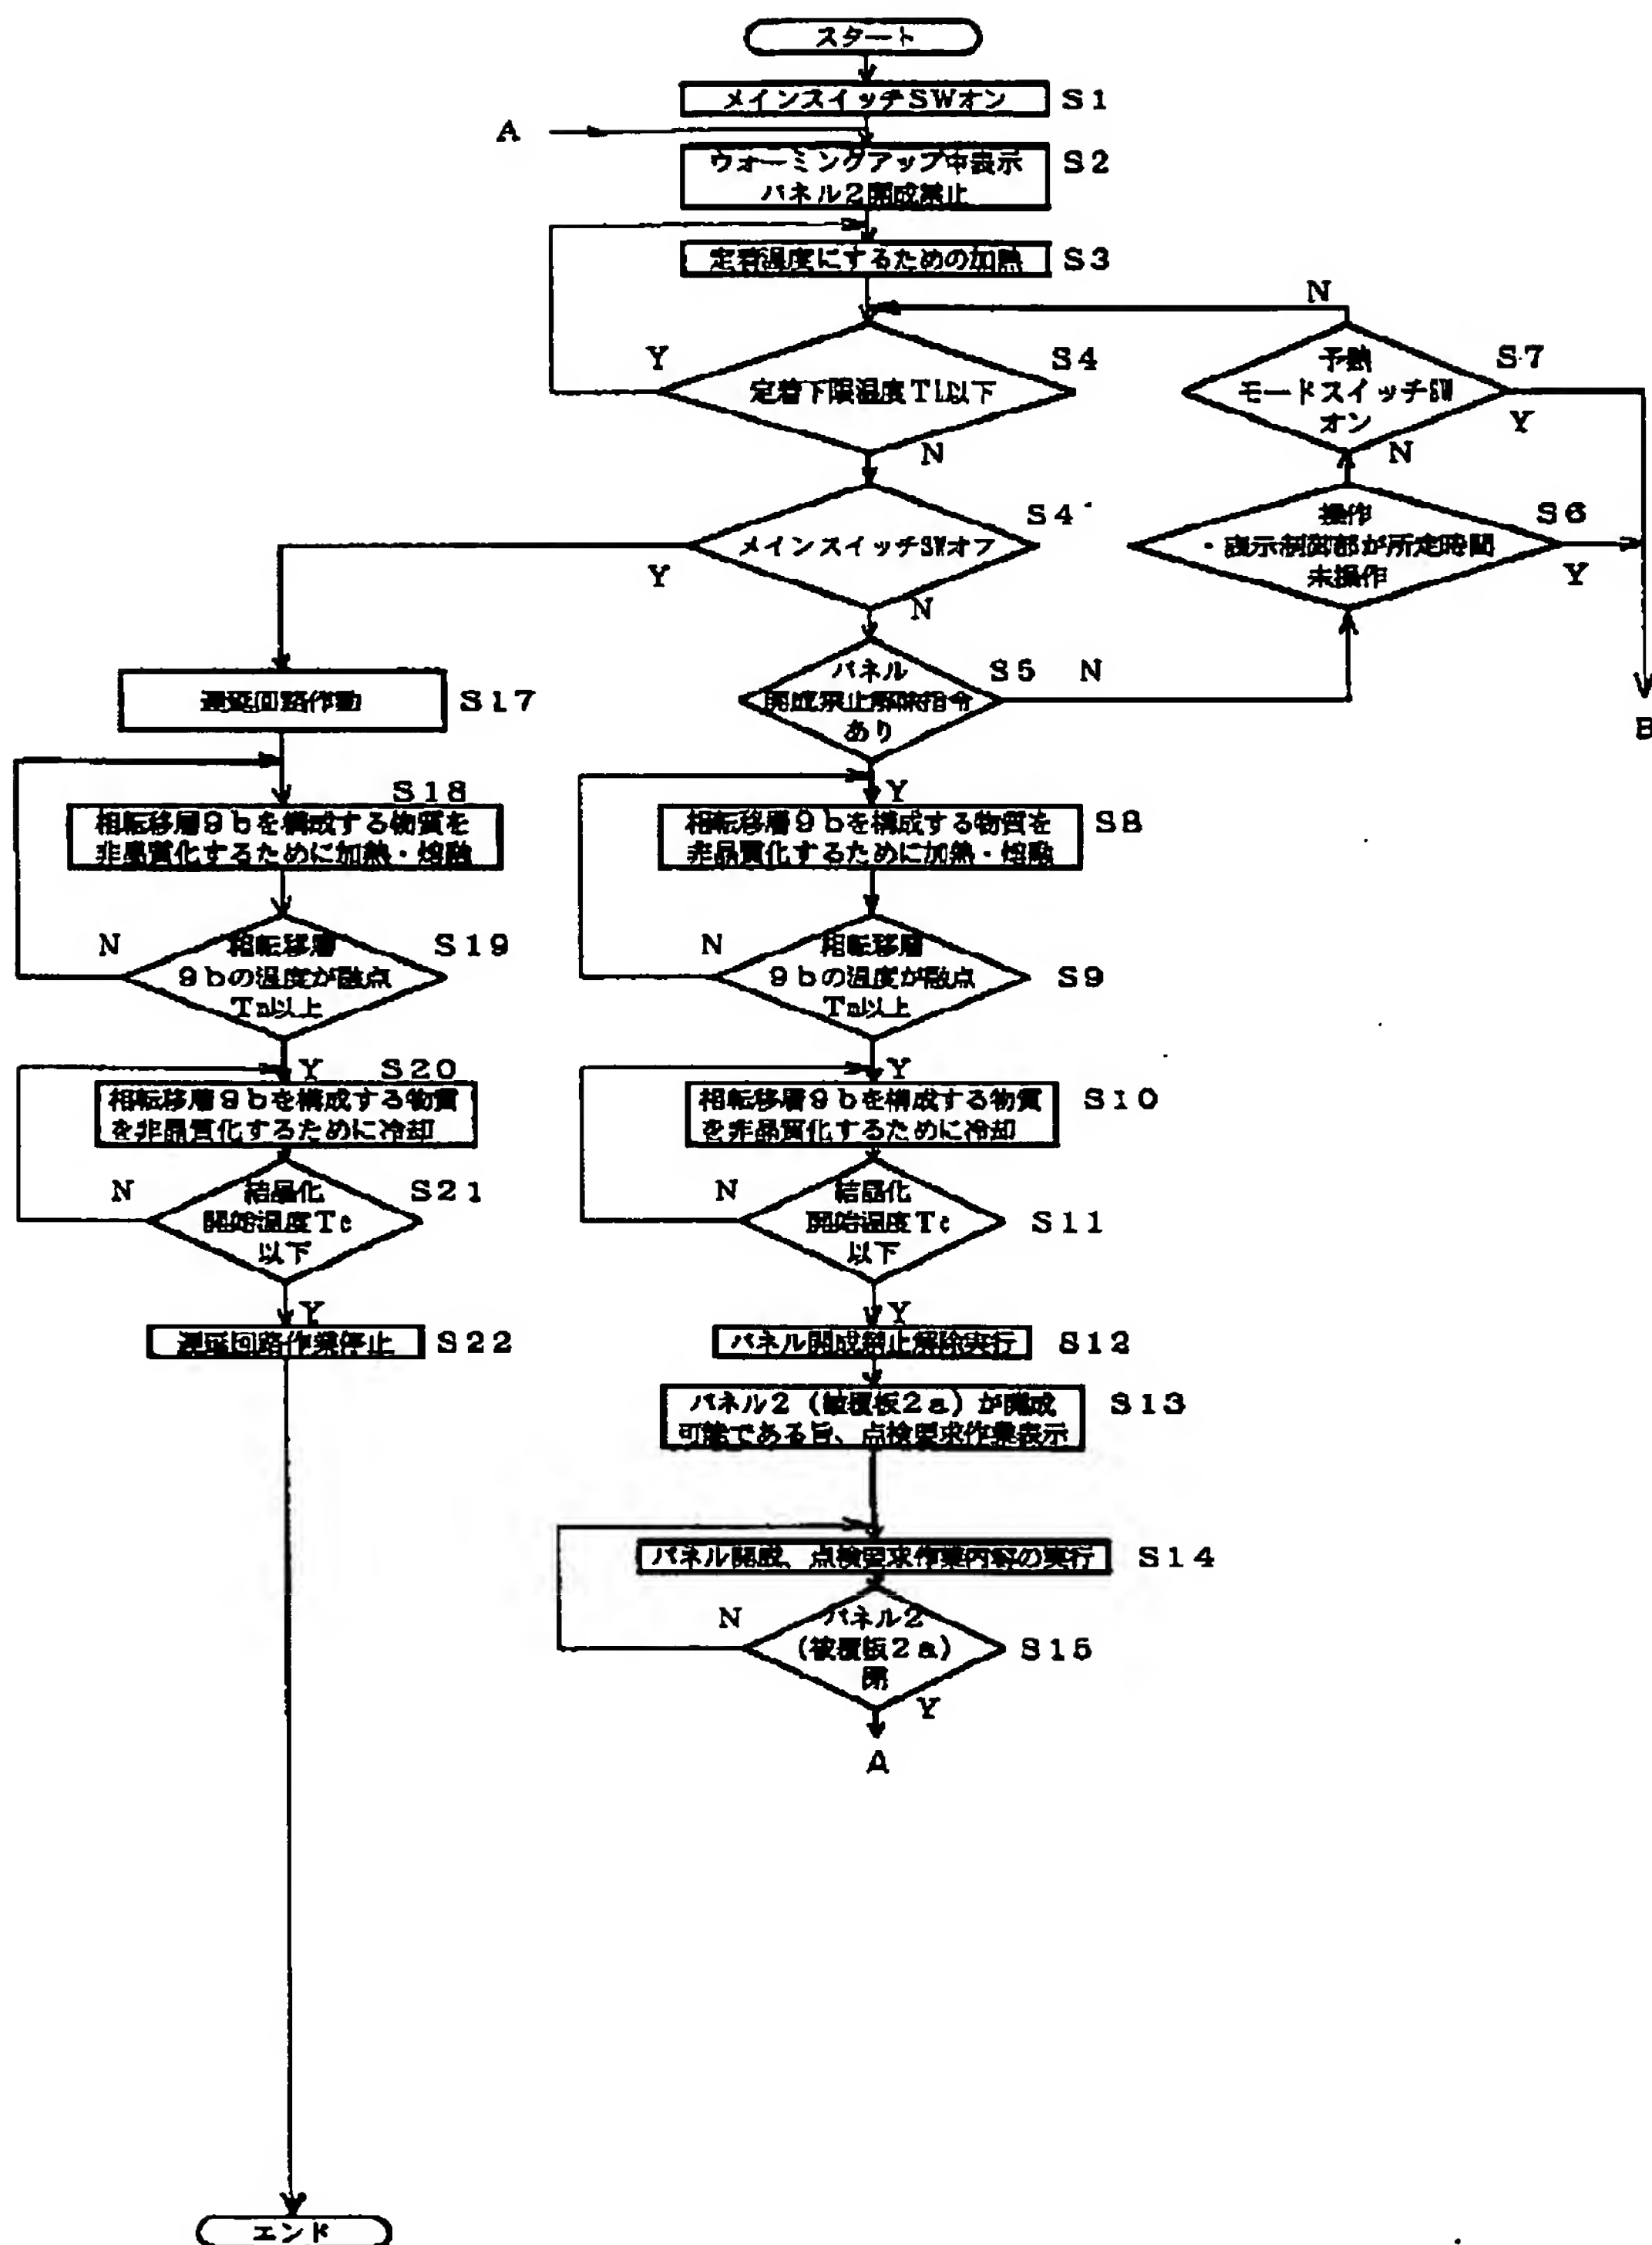 スタート
メインスイッチSWオン
S1
A
ウォーミングアップ中表示
パネル2開成禁止
S2
定着温度にするための加熱
S3
N
Y
定着下限温度Tl以下
S4
N
予熱
モードスイッチSW
オン
S7
Y
N
メインスイッチSWオフ
S4'
Y
N
操作
・表示制御部が所定時間
未操作
S6
Y
パネル
開成禁止解除指令
あり
S5
N
Y
B
遅延回路作動
S17
S18
相転移層9bを構成する物質を
非晶質化するために加熱・熔融
相転移層9bを構成する物質を
非晶質化するために加熱・熔融
S8
N
相転移層
9bの温度が融点
Tm以上
S19
Y
N
相転移層
9bの温度が融点
Tm以上
S9
Y
S20
相転移層9bを構成する物質
を非晶質化するために冷却
相転移層9bを構成する物質
を非晶質化するために冷却
S10
N
結晶化
開始温度Tc
以下
S21
Y
N
結晶化
開始温度Tc
以下
S11
Y
遅延回路作業停止
S22
パネル開成禁止解除実行
S12
パネル2(被覆板2a)が開成
可能である旨、点検要求作業表示
S13
パネル開成、点検要求作業内容の実行
S14
N
パネル2
(被覆板2a)
閉
S15
Y
A
エンド